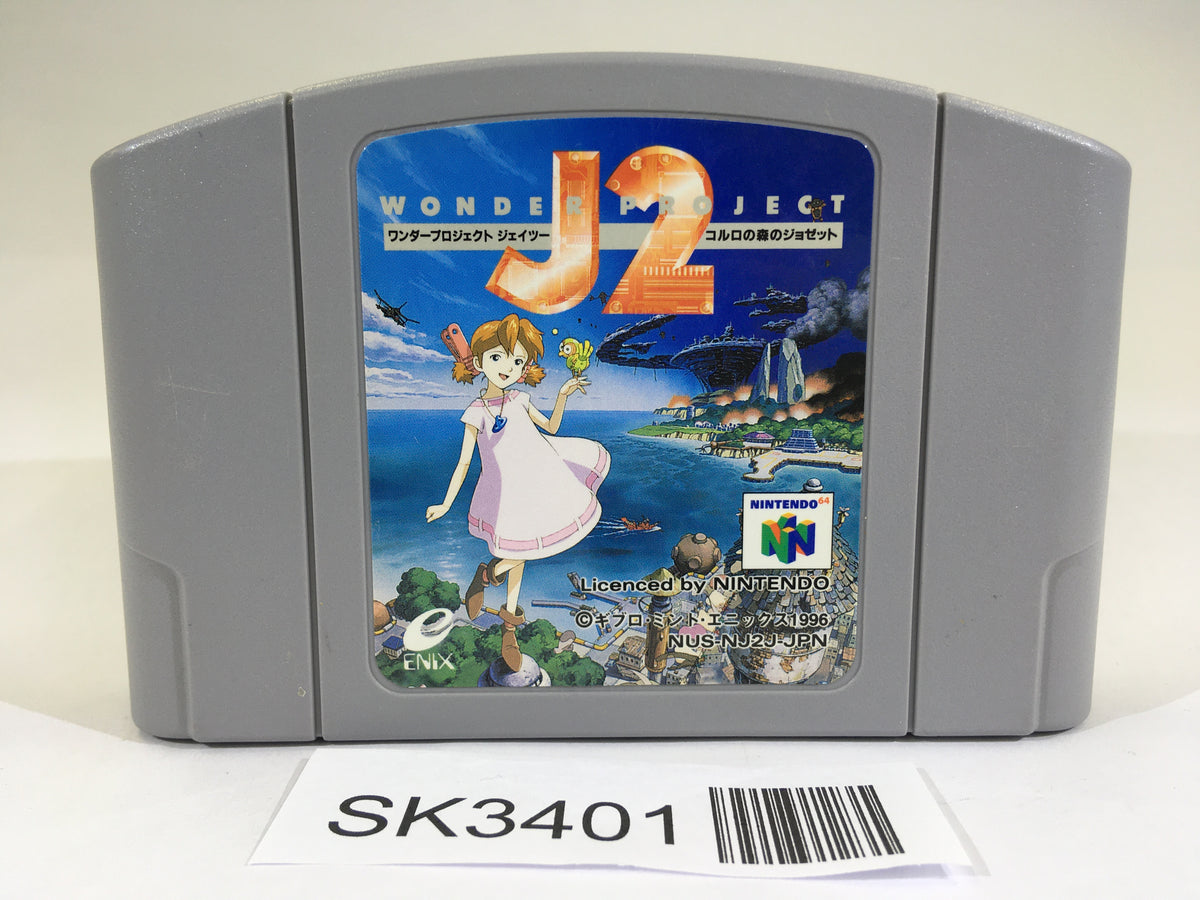 J2
WONDER PROJECT
ワンダープロジェクト ジェイツー
コルロの森のジョゼット
NINTENDO 64
Licenced by NINTENDO
©ギブロ・ミント・エニックス1996
NUS-NJ2J-JPN
ENIX
SK3401